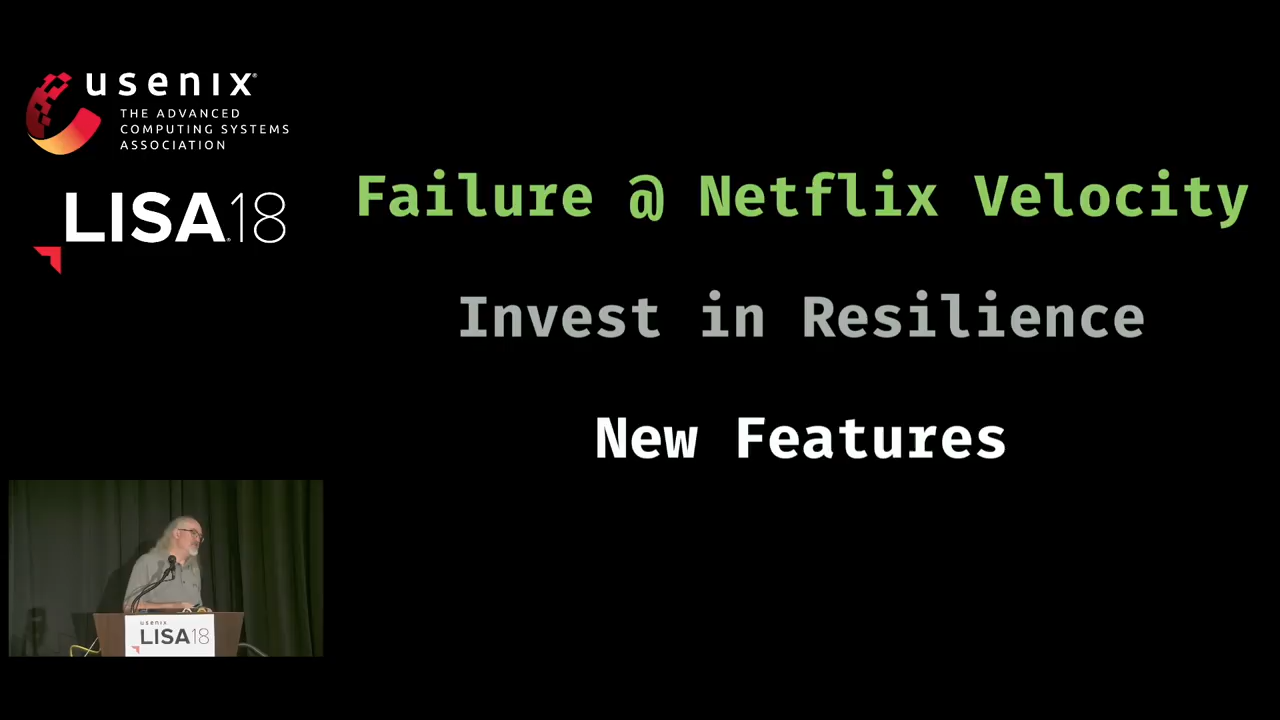 usenix®
THE ADVANCED
COMPUTING SYSTEMS
ASSOCIATION
LISA18
Failure @ Netflix Velocity
Invest in Resilience
New Features
usenix
LISA18